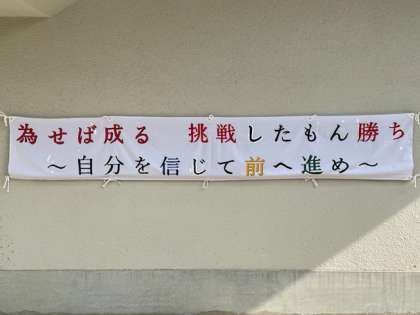 為せば成る　挑戦したもん勝ち
～自分を信じて前へ進め～